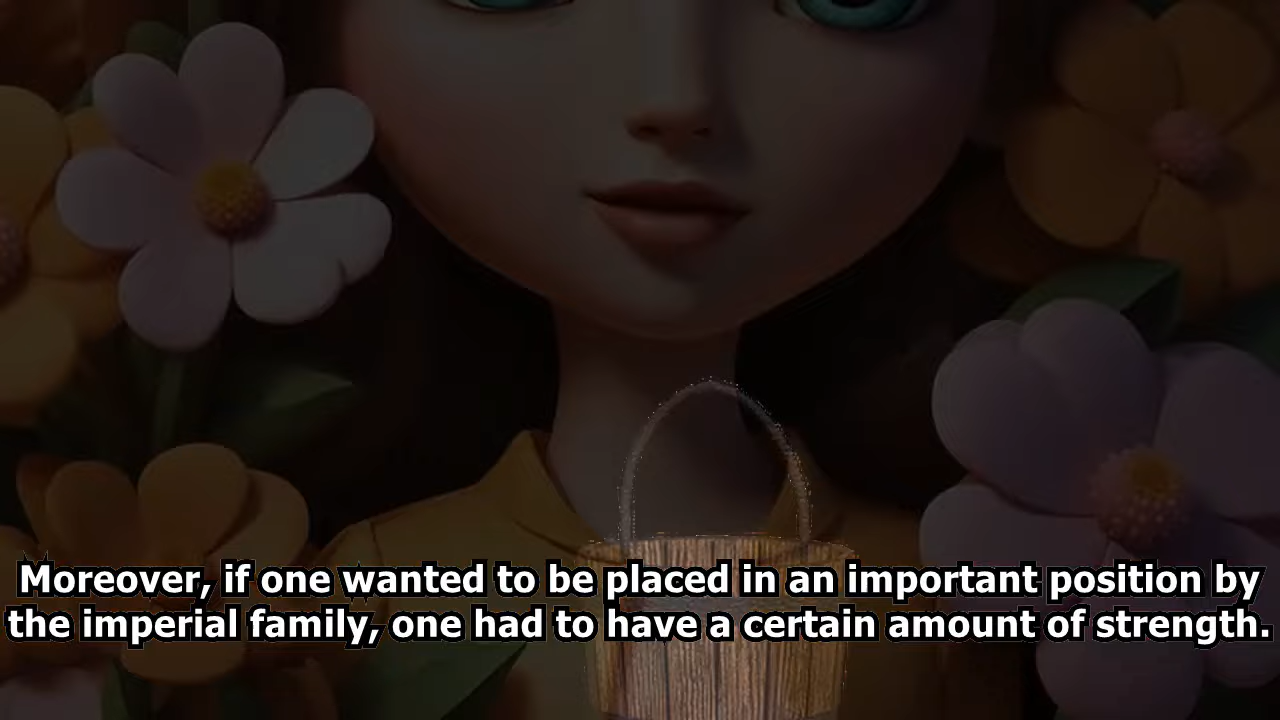 Moreover, if one wanted to be placed in an important position by
the imperial family, one had to have a certain amount of strength.